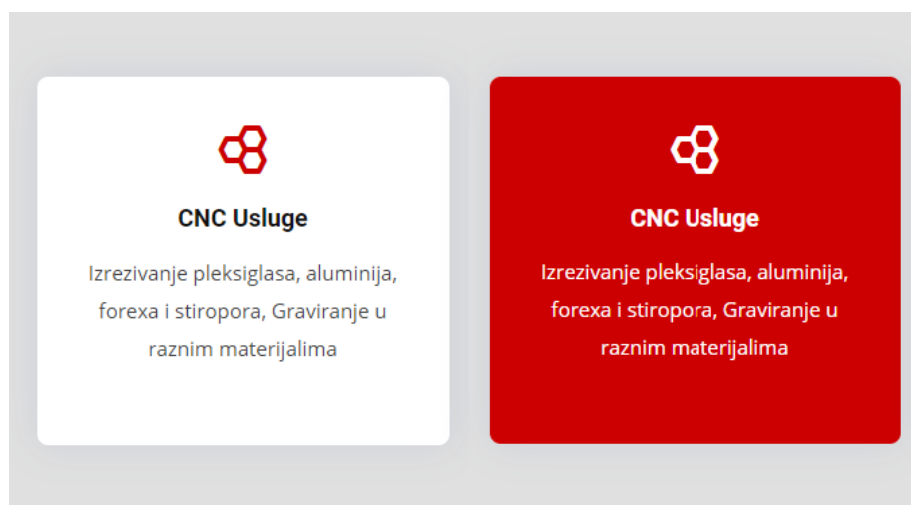 CNC Usluge
Izrezivanje pleksiglasa, aluminija,
forexa i stiropora, Graviranje u
raznim materijalima
CNC Usluge
Izrezivanje pleksiglasa, aluminija,
forexa i stiropora, Graviranje u
raznim materijalima